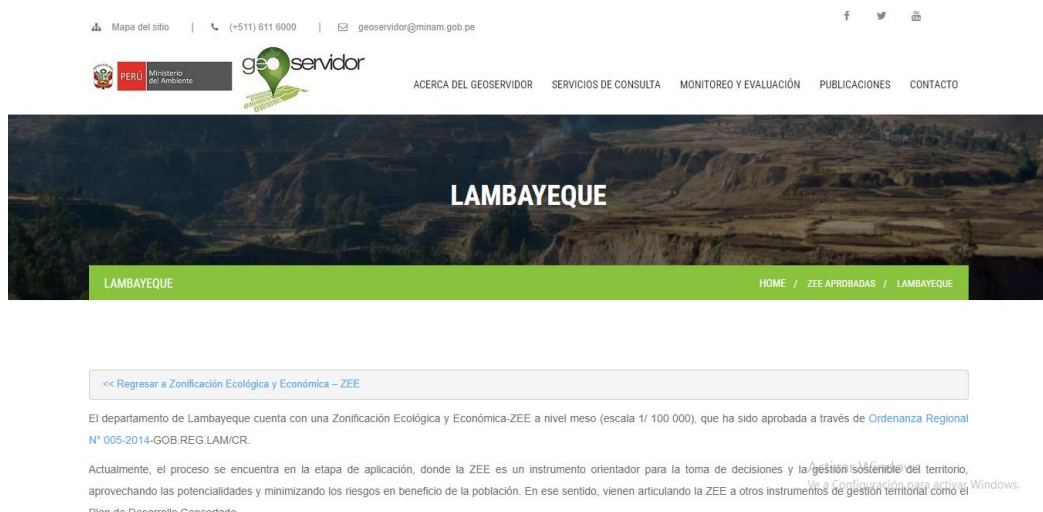 Mapa del sitio | (+511) 611 6000 | geoservidor@minam.gob.pe
PERÚ Ministerio del Ambiente
geoservidor
ACERCA DEL GEOSERVIDOR SERVICIOS DE CONSULTA MONITOREO Y EVALUACIÓN PUBLICACIONES CONTACTO
LAMBAYEQUE
LAMBAYEQUE HOME / ZEE APROBADAS / LAMBAYEQUE
<< Regresar a Zonificación Ecológica y Económica – ZEE
El departamento de Lambayeque cuenta con una Zonificación Ecológica y Económica-ZEE a nivel meso (escala 1/ 100 000), que ha sido aprobada a través de Ordenanza Regional
N° 005-2014-GOB.REG.LAM/CR.
Actualmente, el proceso se encuentra en la etapa de aplicación, donde la ZEE es un instrumento orientador para la toma de decisiones y la gestión sostenible del territorio,
Activar Windows
aprovechando las potencialidades y minimizando los riesgos en beneficio de la población. En ese sentido, vienen articulando la ZEE a otros instrumentos de gestión territorial como el
Ve a Configuración para activar Windows.
Plan de Desarrollo Concertado